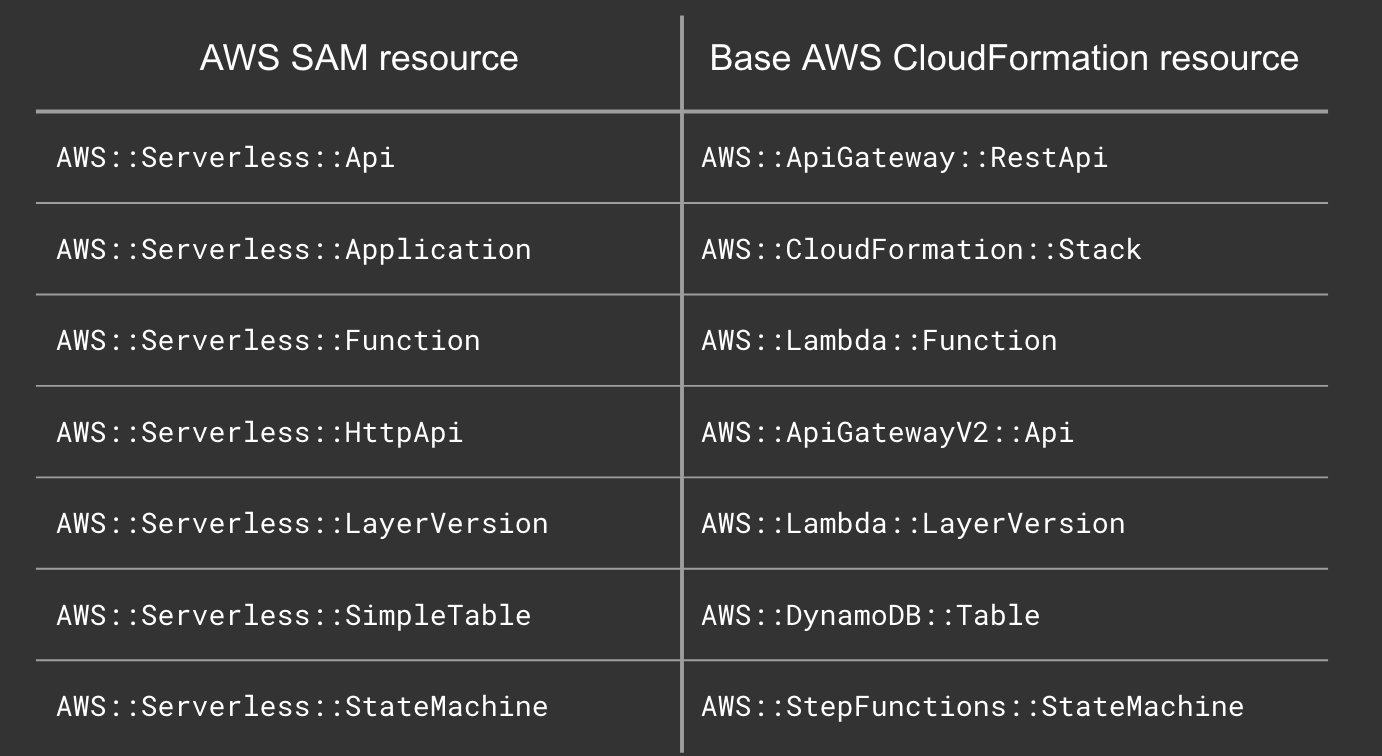 AWS SAM resource Base AWS CloudFormation resource
AWS::Serverless::Api AWS::ApiGateway::RestApi
AWS::Serverless::Application AWS::CloudFormation::Stack
AWS::Serverless::Function AWS::Lambda::Function
AWS::Serverless::HttpApi AWS::ApiGatewayV2::Api
AWS::Serverless::LayerVersion AWS::Lambda::LayerVersion
AWS::Serverless::SimpleTable AWS::DynamoDB::Table
AWS::Serverless::StateMachine AWS::StepFunctions::StateMachine